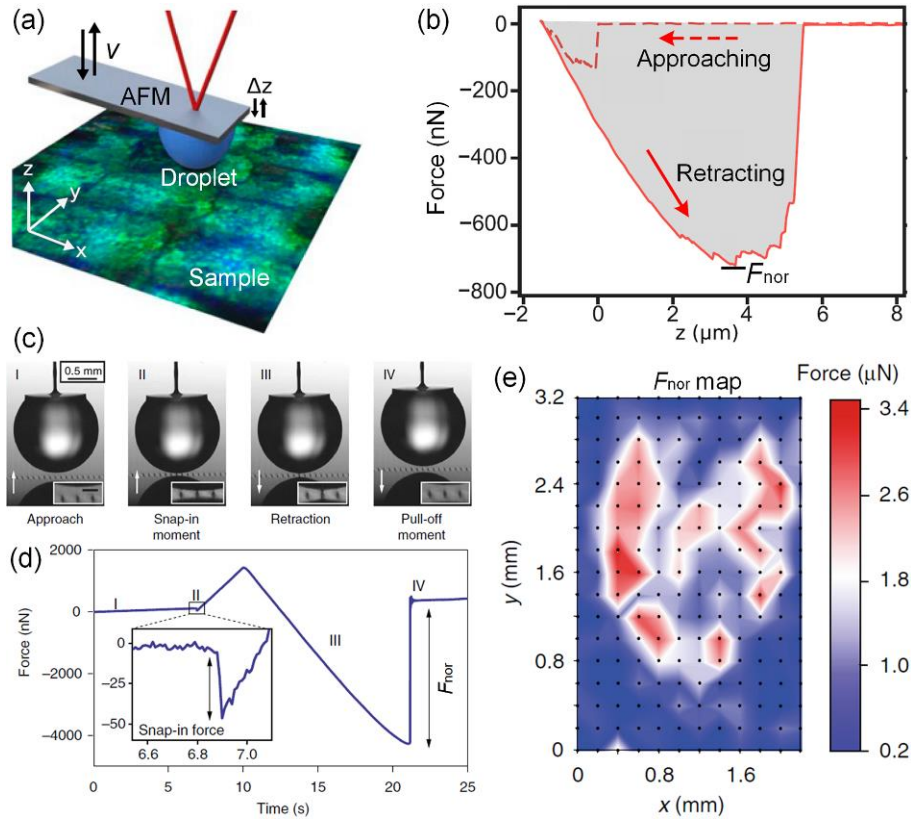 (a)
V
AFM
Δz
Droplet
z
y
x
Sample
(b)
0
−200
−400
−600
−800
Force (nN)
Approaching
Retracting
Fnor
−2
0
2
4
6
8
z (μm)
(c)
I
0.5 mm
II
III
IV
Approach
Snap-in
moment
Retraction
Pull-off
moment
(d)
2000
0
−2000
−4000
Force (nN)
I
II
III
IV
Fnor
0
−25
−50
Snap-in force
6.6
6.8
7.0
0
5
10
15
20
25
Time (s)
(e)
Fnor map
Force (μN)
3.2
2.4
1.6
0.8
0
y (mm)
0
0.8
1.6
x (mm)
3.4
2.6
1.8
1.0
0.2